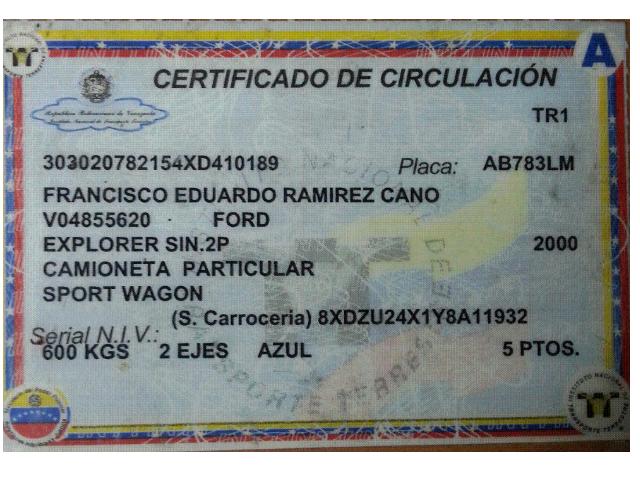 A
CERTIFICADO DE CIRCULACIÓN
República Bolivariana de Venezuela
Instituto Nacional de Transporte Terrestre
TR1
303020782154XD410189 Placa: AB783LM
FRANCISCO EDUARDO RAMIREZ CANO
V04855620 - FORD
EXPLORER SIN.2P 2000
CAMIONETA PARTICULAR
SPORT WAGON
(S. Carroceria) 8XDZU24X1Y8A11932
Serial N.I.V.:
600 KGS 2 EJES AZUL 5 PTOS.